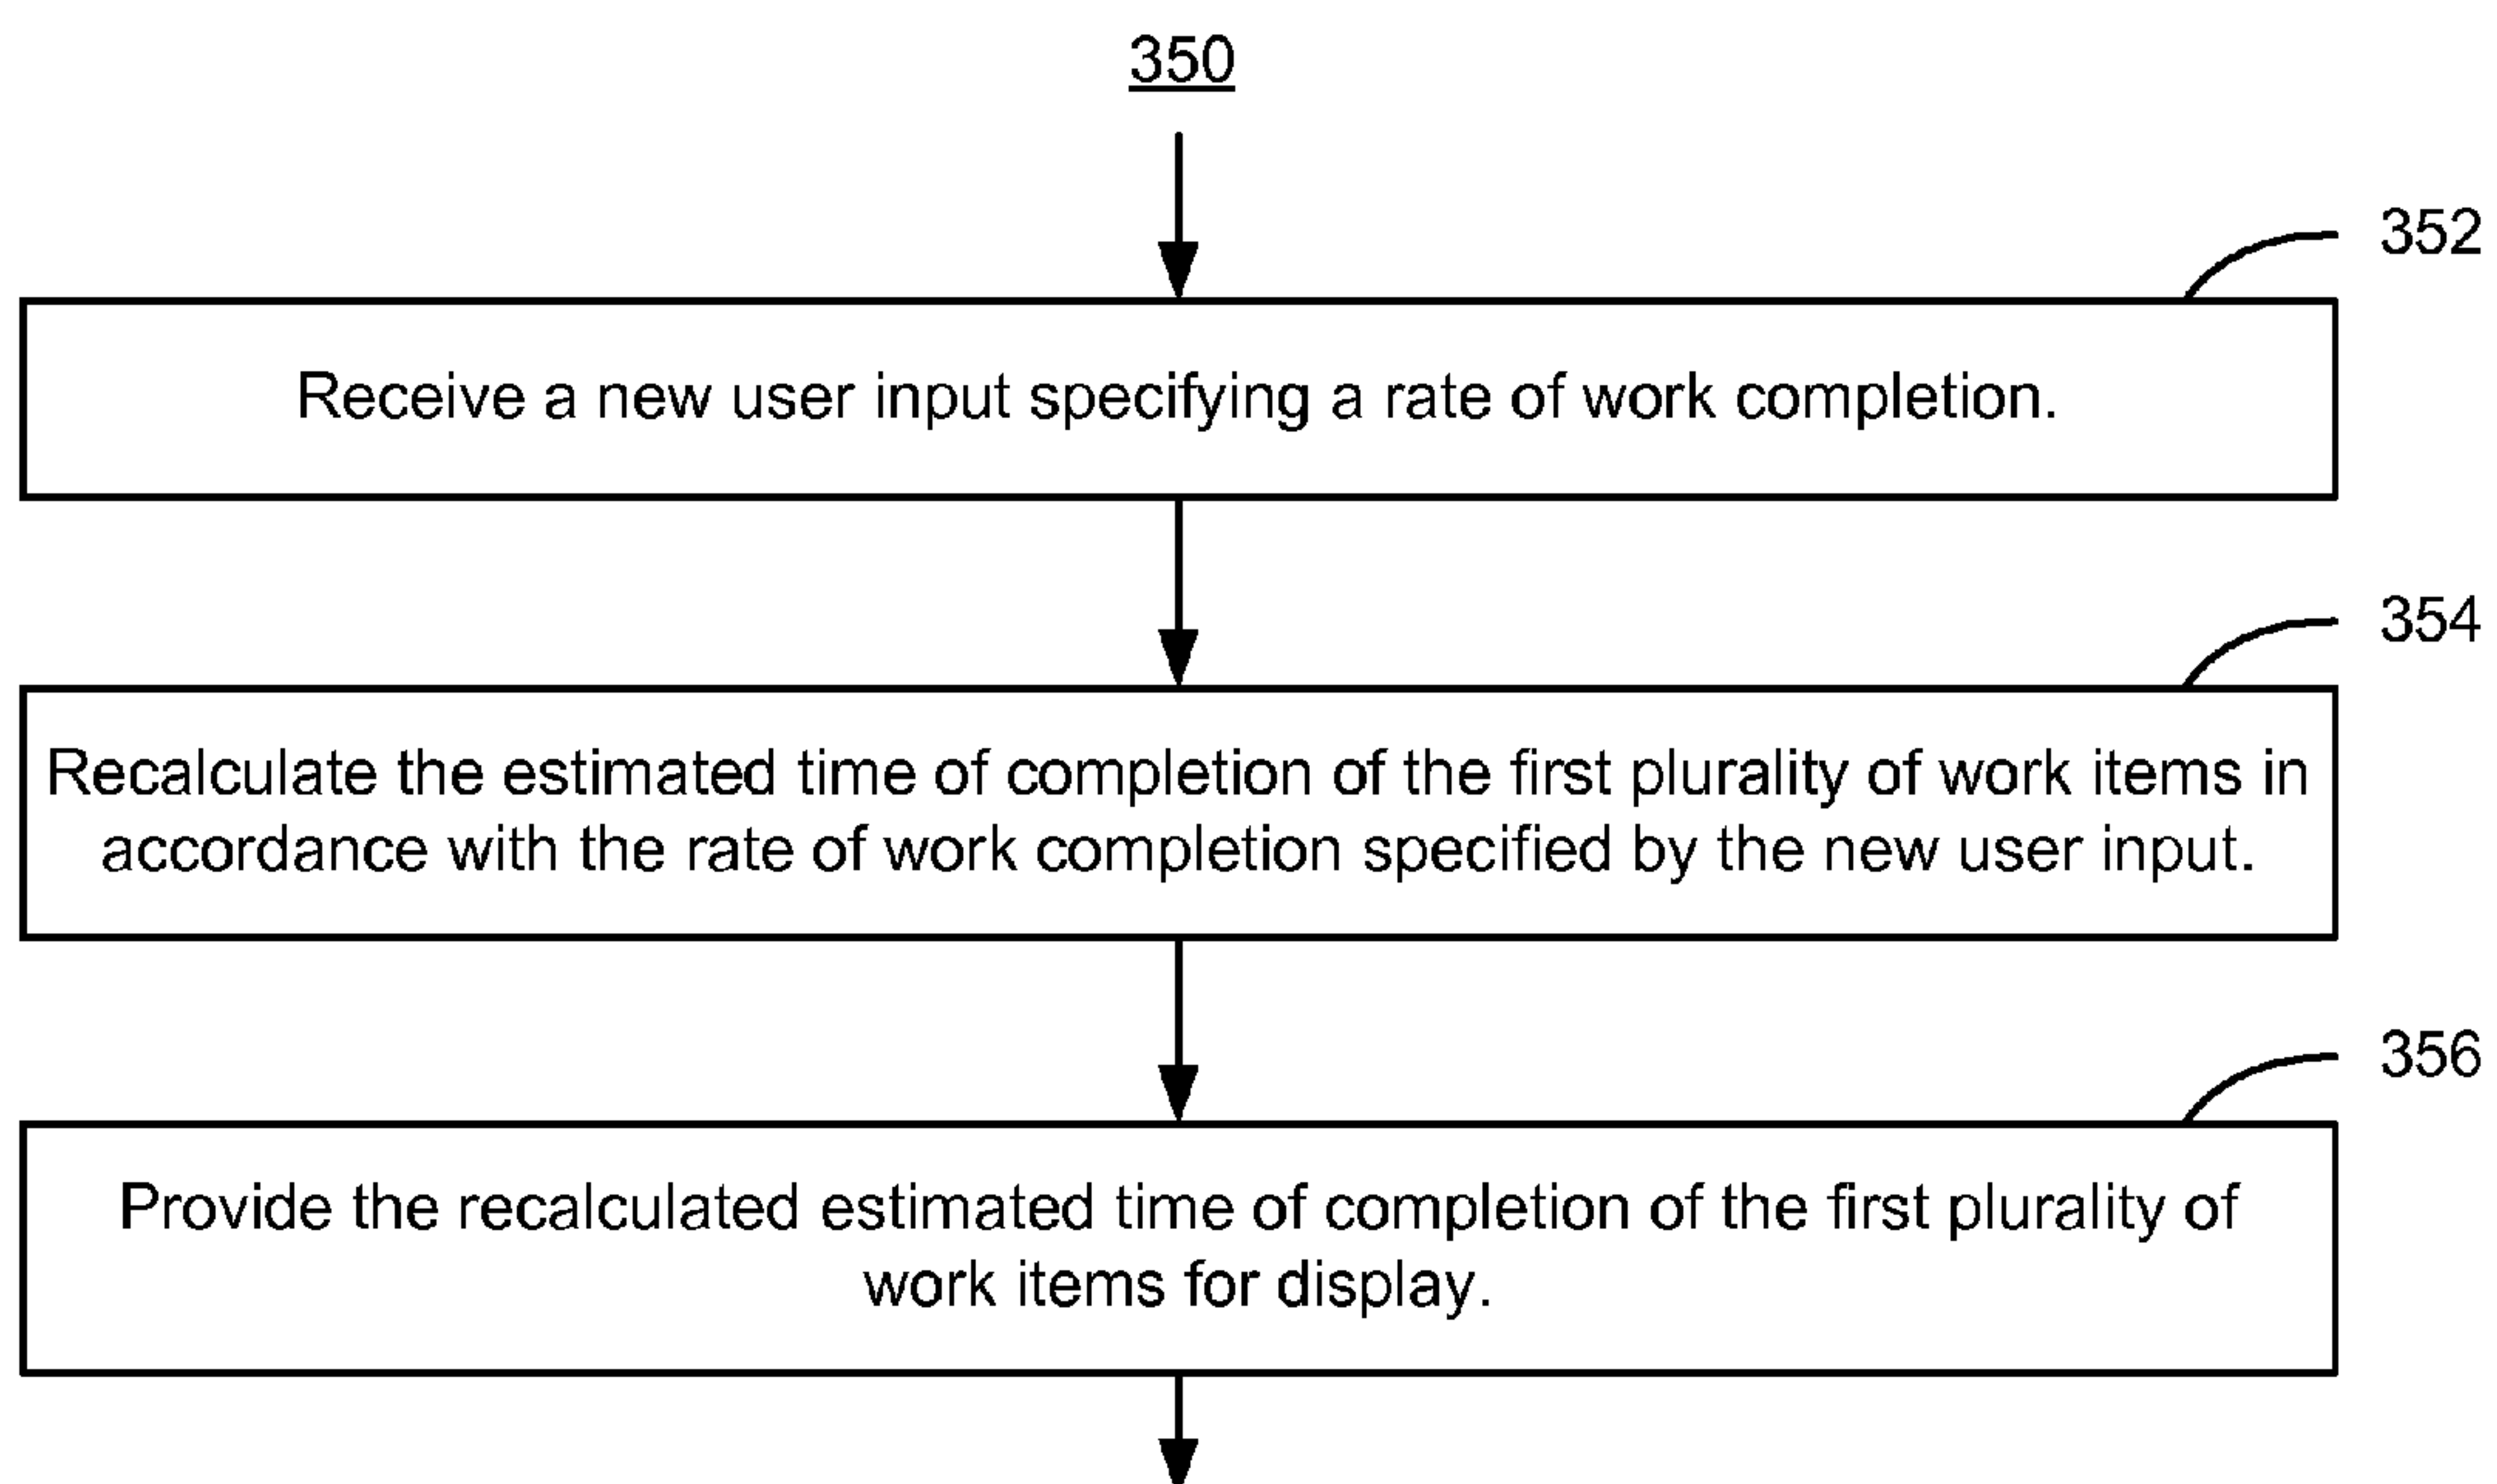 350
352
Receive a new user input specifying a rate of work completion.
354
Recalculate the estimated time of completion of the first plurality of work items in
accordance with the rate of work completion specified by the new user input.
356
Provide the recalculated estimated time of completion of the first plurality of
work items for display.